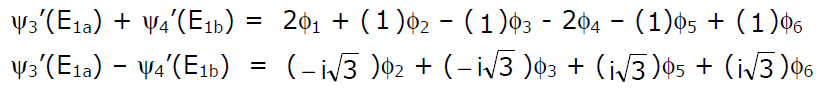 ψ₃′(E₁ₐ) + ψ₄′(E₁b) = 2ϕ₁ + (1)ϕ₂ – (1)ϕ₃ - 2ϕ₄ – (1)ϕ₅ + (1)ϕ₆
ψ₃′(E₁ₐ) – ψ₄′(E₁b) = (–i√3 )ϕ₂ + (–i√3 )ϕ₃ + (i√3 )ϕ₅ + (i√3 )ϕ₆